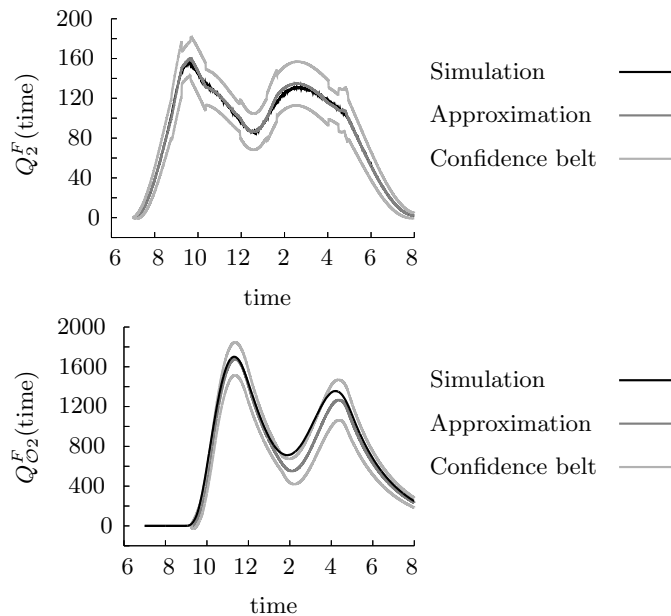 200
160
120
80
40
0
Q_2^F(time)
6 8 10 12 2 4 6 8
time
Simulation
Approximation
Confidence belt
2000
1600
1200
800
400
0
Q_{𝒪2}^F(time)
6 8 10 12 2 4 6 8
time
Simulation
Approximation
Confidence belt